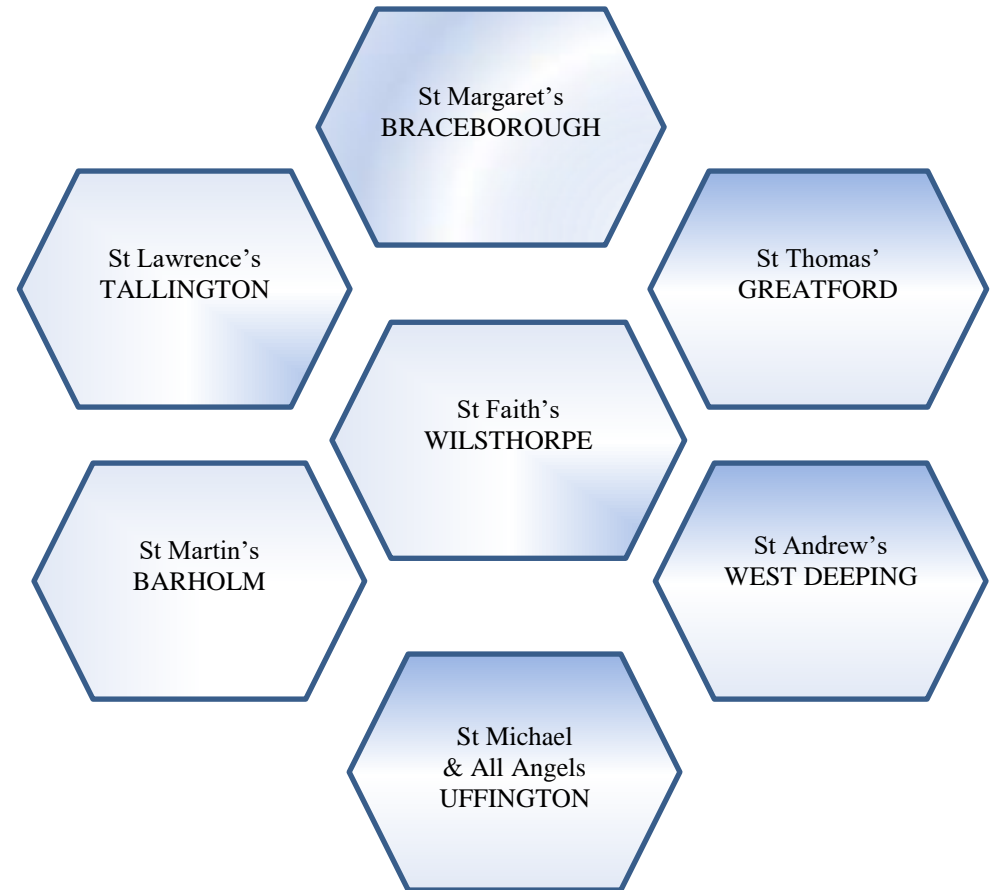 St Margaret’s
BRACEBOROUGH
St Lawrence’s
TALLINGTON
St Thomas’
GREATFORD
St Faith’s
WILSTHORPE
St Martin’s
BARHOLM
St Andrew’s
WEST DEEPING
St Michael
& All Angels
UFFINGTON